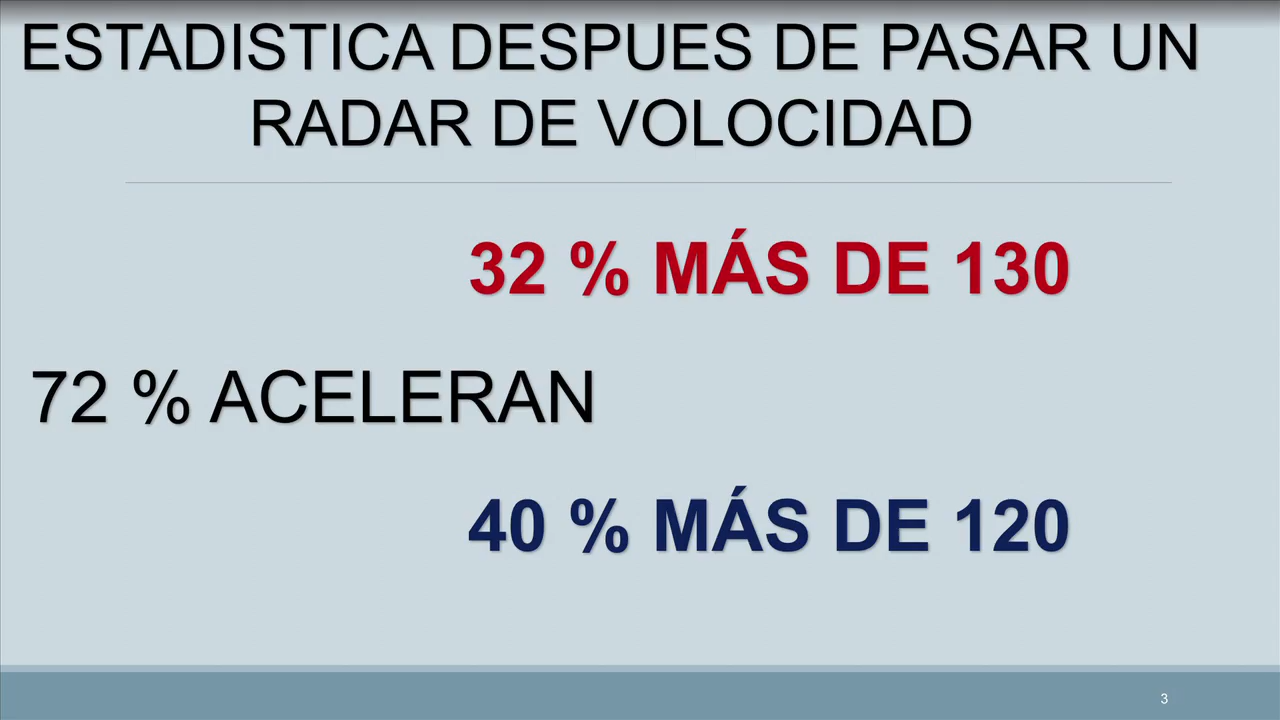 ESTADISTICA DESPUES DE PASAR UN
RADAR DE VOLOCIDAD
32 % MÁS DE 130
72 % ACELERAN
40 % MÁS DE 120
3